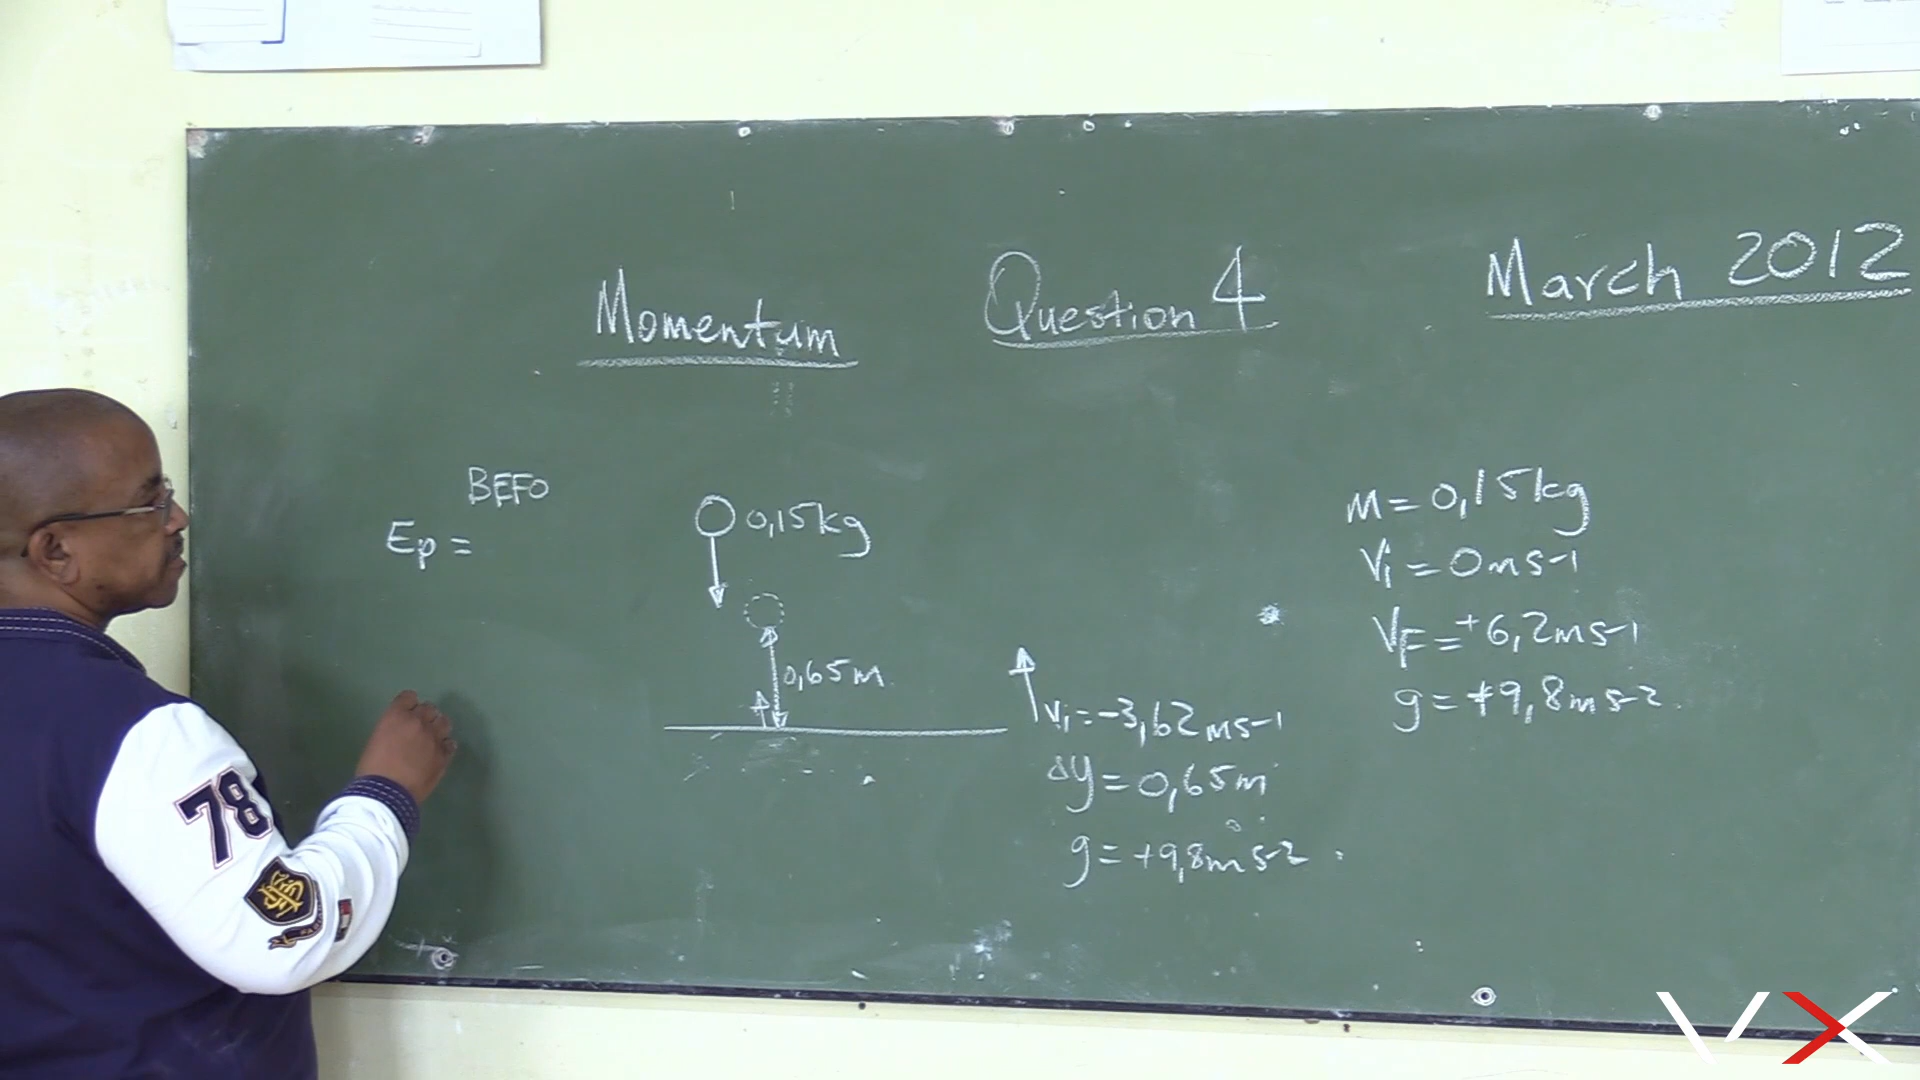 Momentum Question 4 March 2012
BEFO
Ep =
0,15kg
0,65m
Vi = -3,62ms-1
Δy = 0,65m
g = +9,8ms-2
m = 0,15kg
Vi = 0ms-1
VF = +6,2ms-1
g = +9,8ms-2
78
VX